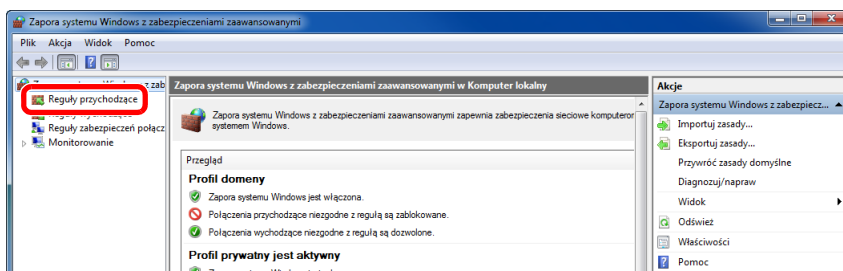 Zapora systemu Windows z zabezpieczeniami zaawansowanymi
Plik Akcja Widok Pomoc
Reguły przychodzące
Reguły zabezpieczeń połącz
Monitorowanie
Zapora systemu Windows z zabezpieczeniami zaawansowanymi w Komputer lokalny
Zapora systemu Windows z zabezpieczeniami zaawansowanymi zapewnia zabezpieczenia sieciowe komputeror
systemem Windows.
Przegląd
Profil domeny
Zapora systemu Windows jest włączona.
Połączenia przychodzące niezgodne z regułą są zablokowane.
Połączenia wychodzące niezgodne z regułą są dozwolone.
Profil prywatny jest aktywny
Akcje
Zapora systemu Windows z zabezpiecz...
Importuj zasady...
Eksportuj zasady...
Przywróć zasady domyślne
Diagnozuj/napraw
Widok
Odśwież
Właściwości
Pomoc